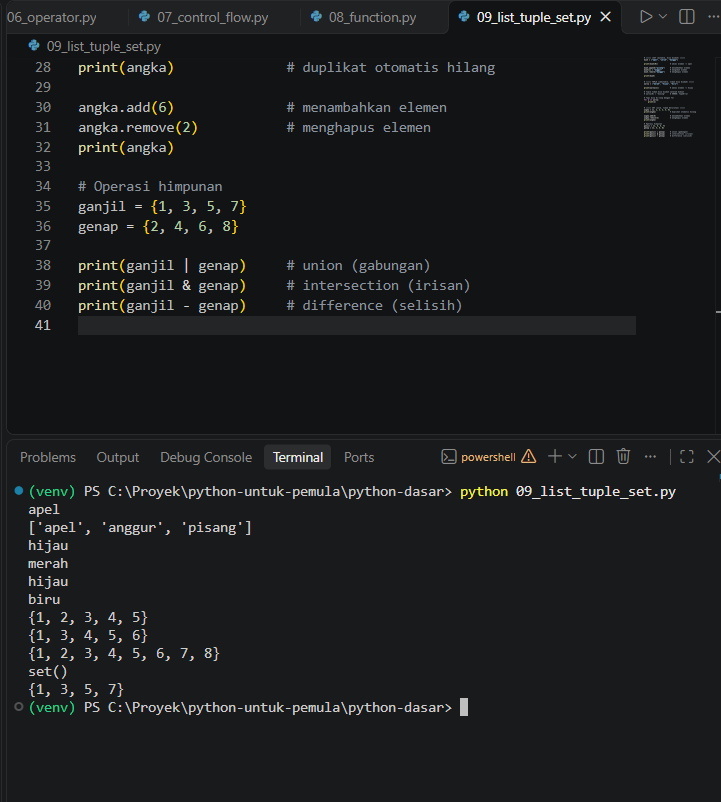 06_operator.py 07_control_flow.py 08_function.py 09_list_tuple_set.py
09_list_tuple_set.py
28 print(angka) # duplikat otomatis hilang
29
30 angka.add(6) # menambahkan elemen
31 angka.remove(2) # menghapus elemen
32 print(angka)
33
34 # Operasi himpunan
35 ganjil = {1, 3, 5, 7}
36 genap = {2, 4, 6, 8}
37
38 print(ganjil | genap) # union (gabungan)
39 print(ganjil & genap) # intersection (irisan)
40 print(ganjil - genap) # difference (selisih)
41
Problems Output Debug Console Terminal Ports powershell
(venv) PS C:\Proyek\python-untuk-pemula\python-dasar> python 09_list_tuple_set.py
apel
['apel', 'anggur', 'pisang']
hijau
merah
hijau
biru
{1, 2, 3, 4, 5}
{1, 3, 4, 5, 6}
{1, 2, 3, 4, 5, 6, 7, 8}
set()
{1, 3, 5, 7}
(venv) PS C:\Proyek\python-untuk-pemula\python-dasar>